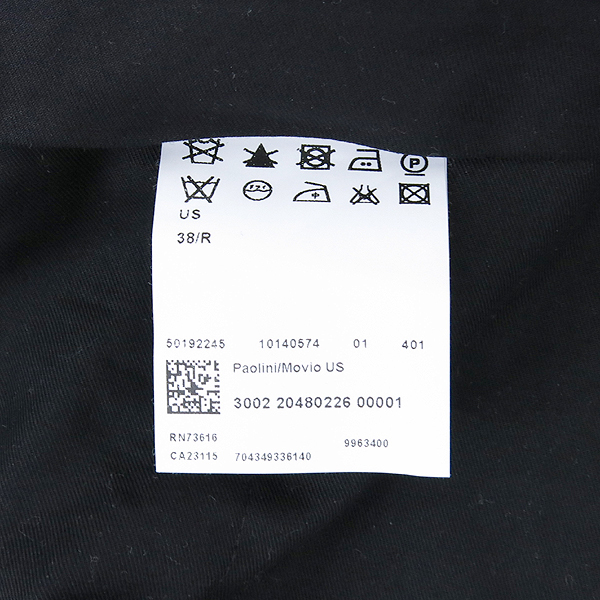 P
US
38/R
50192245 10140574 01 401
Paolini/Movio US
3002 20480226 00001
RN73616 9963400
CA23115 704349336140